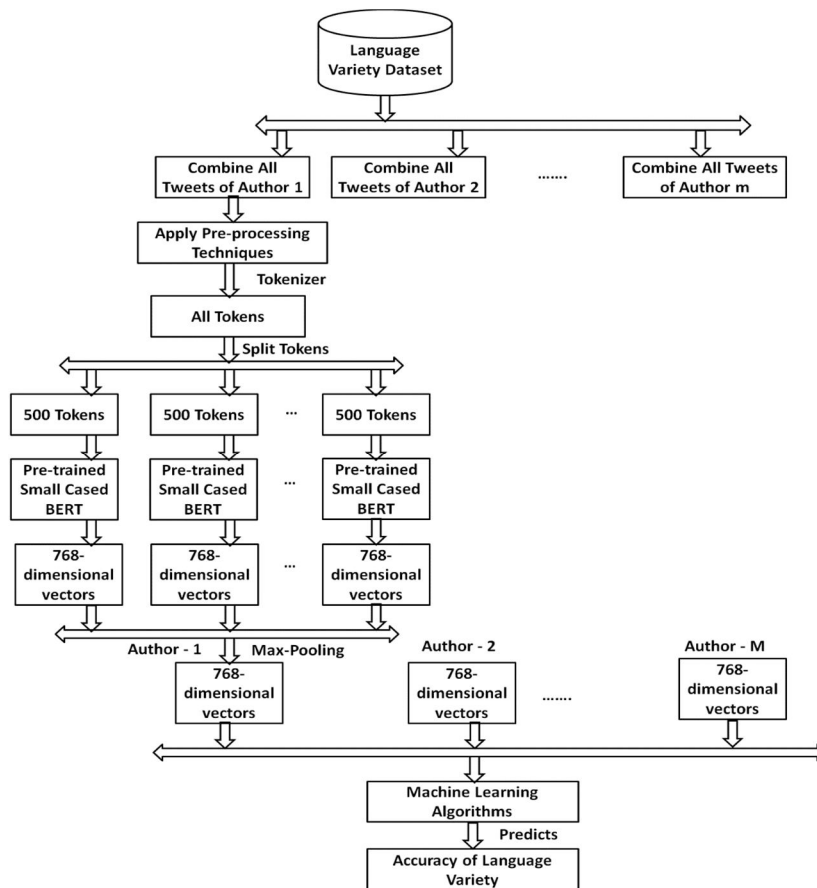 Language
Variety Dataset
Combine All
Tweets of Author 1
Combine All
Tweets of Author 2
.......
Combine All Tweets
of Author m
Apply Pre-processing
Techniques
Tokenizer
All Tokens
Split Tokens
500 Tokens
500 Tokens
...
500 Tokens
Pre-trained
Small Cased
BERT
Pre-trained
Small Cased
BERT
...
Pre-trained
Small Cased
BERT
768-
dimensional
vectors
768-
dimensional
vectors
...
768-
dimensional
vectors
Author - 1
Max-Pooling
Author - 2
Author - M
768-
dimensional
vectors
768-
dimensional
vectors
.......
768-
dimensional
vectors
Machine Learning
Algorithms
Predicts
Accuracy of Language
Variety